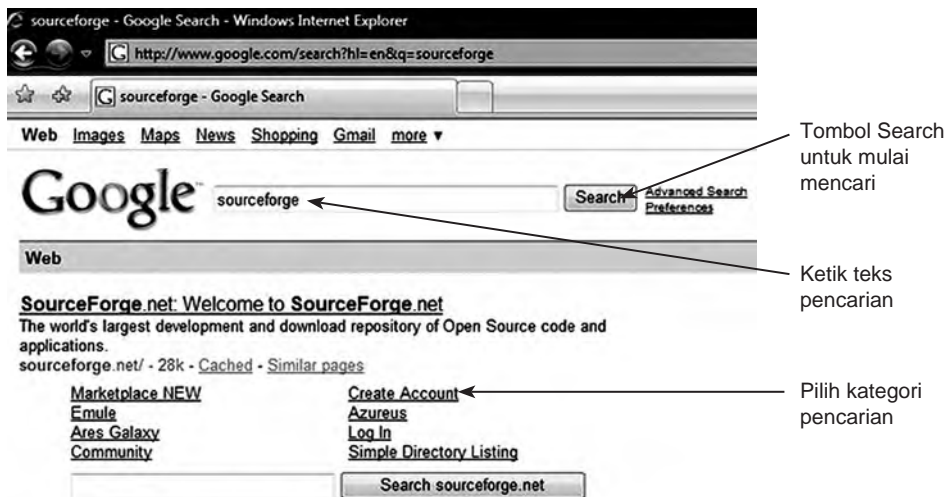 sourceforge - Google Search - Windows Internet Explorer
http://www.google.com/search?hl=en&q=sourceforge
sourceforge - Google Search
Web Images Maps News Shopping Gmail more ▼
Google sourceforge Search Advanced Search
Preferences
Web
SourceForge.net: Welcome to SourceForge.net
The world's largest development and download repository of Open Source code and
applications.
sourceforge.net/ - 28k - Cached - Similar pages
Marketplace NEW
Emule
Ares Galaxy
Community
Create Account
Azureus
Log In
Simple Directory Listing
Search sourceforge.net
Tombol Search
untuk mulai
mencari
Ketik teks
pencarian
Pilih kategori
pencarian